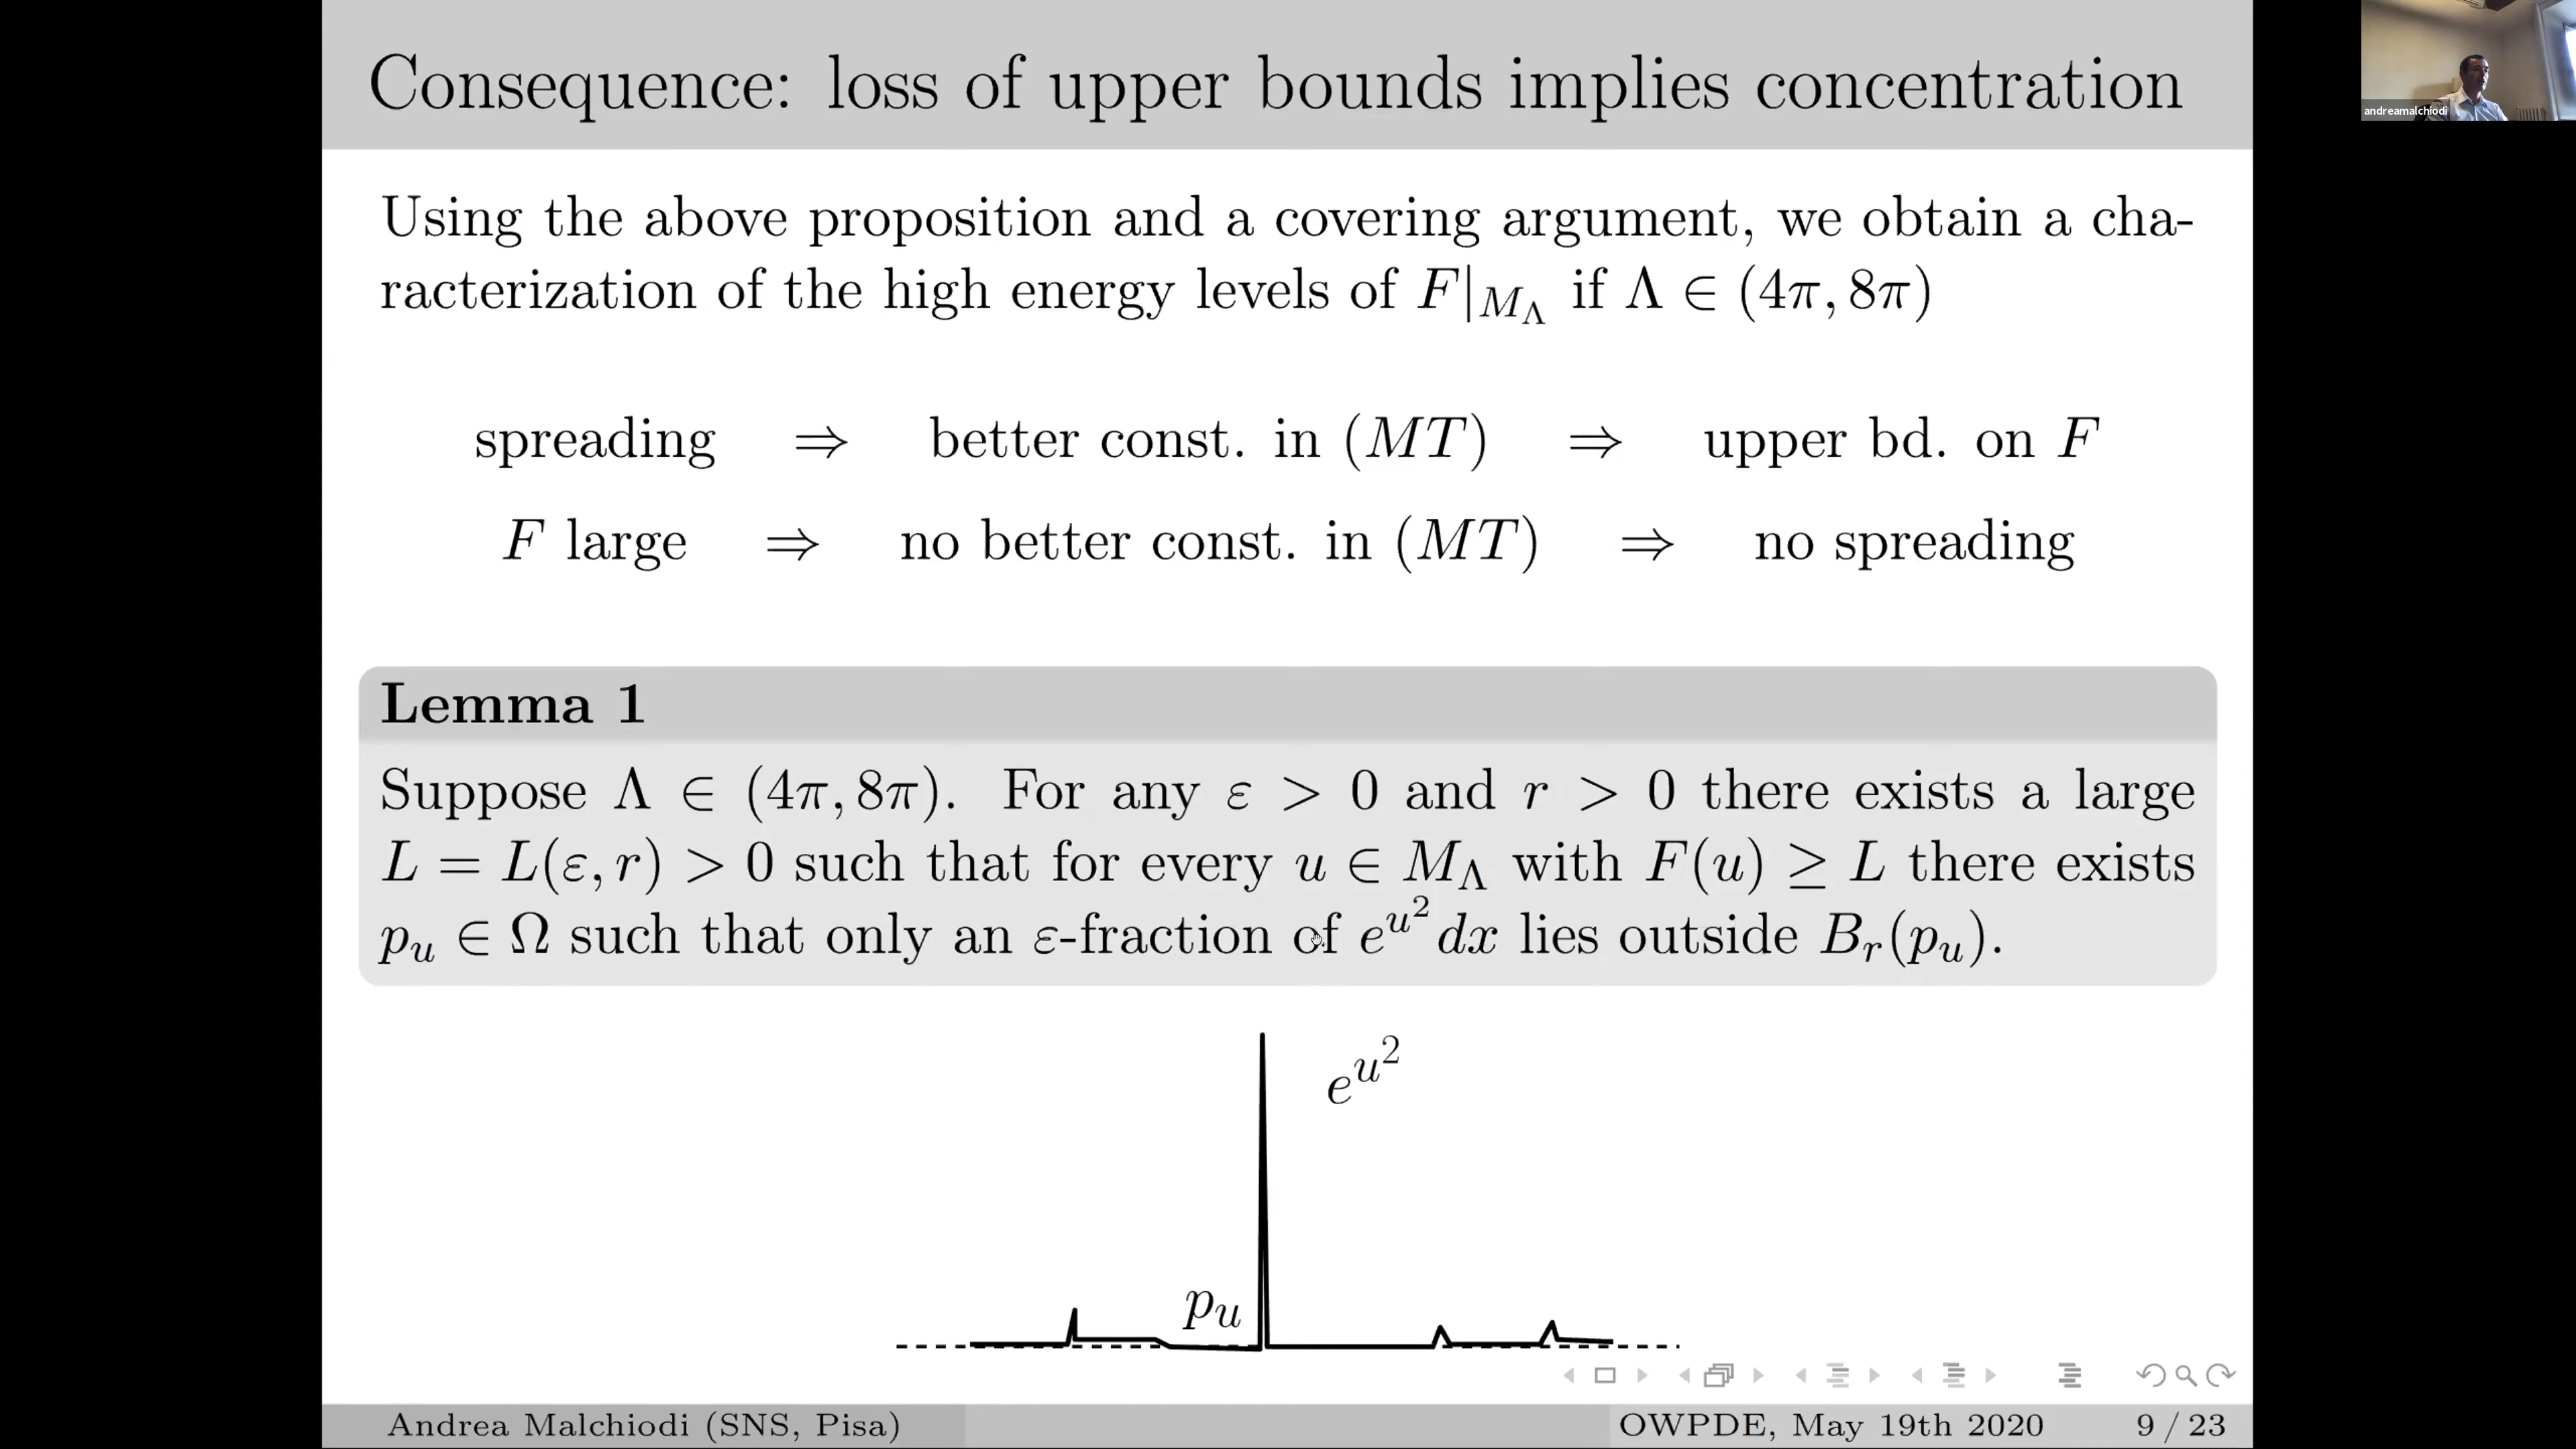 Consequence: loss of upper bounds implies concentration
andreamalchiodi
Using the above proposition and a cha-
racterization of the high energy levels of F|_{M_Λ} if Λ ∈ (4π, 8π)
spreading ⇒ better const. in (MT) ⇒ upper bd. on F
F large ⇒ no better const. in (MT) ⇒ no spreading
Lemma 1
Suppose Λ ∈ (4π, 8π). For any ε > 0 and r > 0 there exists a large
L = L(ε, r) > 0 such that for every u ∈ M_Λ with F(u) ≥ L there exists
p_u ∈ Ω such that only an ε-fraction of e^{u^2} dx lies outside B_r(p_u).
e^{u^2}
p_u
Andrea Malchiodi (SNS, Pisa)
OWPDE, May 19th 2020
9 / 23